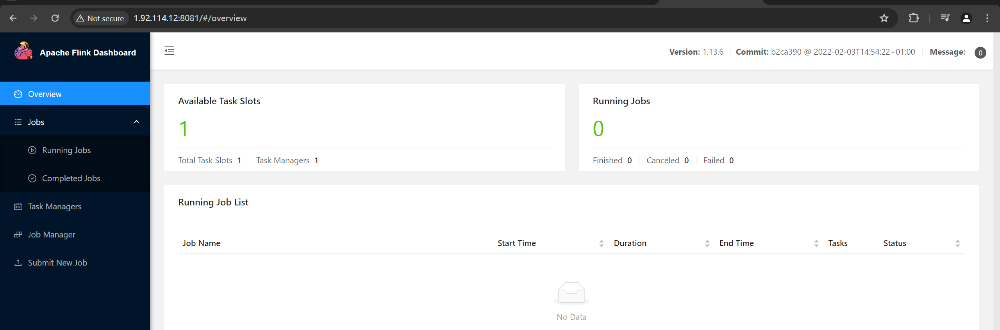 Not secure 1.92.114.12:8081/#/overview
Apache Flink Dashboard
Version: 1.13.6 Commit: b2ca390 @ 2022-02-03T14:54:22+01:00 Message: 0
Overview
Jobs
Running Jobs
Completed Jobs
Task Managers
Job Manager
Submit New Job
Available Task Slots
1
Total Task Slots 1 Task Managers 1
Running Jobs
0
Finished 0 Canceled 0 Failed 0
Running Job List
Job Name Start Time Duration End Time Tasks Status
No Data